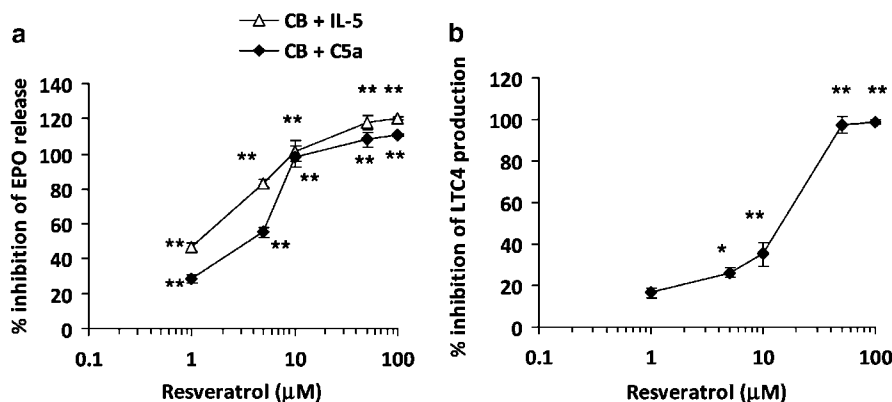 a
CB + IL-5
CB + C5a
% inhibition of EPO release
140
120
100
80
60
40
20
0
** **
**
**
**
**
**
**
**
**
0.1 1 10 100
Resveratrol (μM)
b
% inhibition of LTC4 production
120
100
80
60
40
20
0
** **
**
*
0.1 1 10 100
Resveratrol (μM)